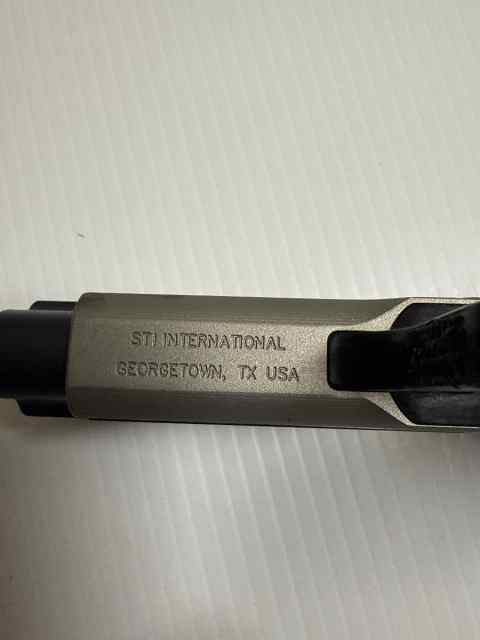 STI INTERNATIONAL
GEORGETOWN, TX USA